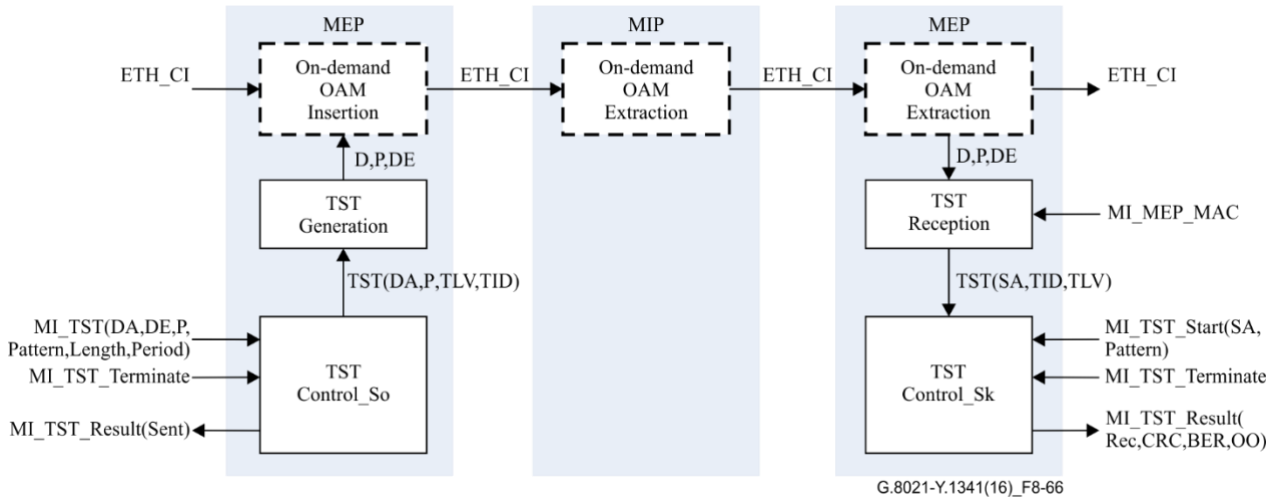 MEP
MIP
MEP
ETH_CI
On-demand
OAM
Insertion
ETH_CI
On-demand
OAM
Extraction
ETH_CI
On-demand
OAM
Extraction
ETH_CI
D,P,DE
D,P,DE
TST
Generation
TST
Reception
MI_MEP_MAC
TST(DA,P,TLV,TID)
TST(SA,TID,TLV)
MI_TST(DA,DE,P,
Pattern,Length,Period)
MI_TST_Terminate
MI_TST_Result(Sent)
TST
Control_So
TST
Control_Sk
MI_TST_Start(SA,
Pattern)
MI_TST_Terminate
MI_TST_Result(
Rec,CRC,BER,OO)
G.8021-Y.1341(16)_F8-66